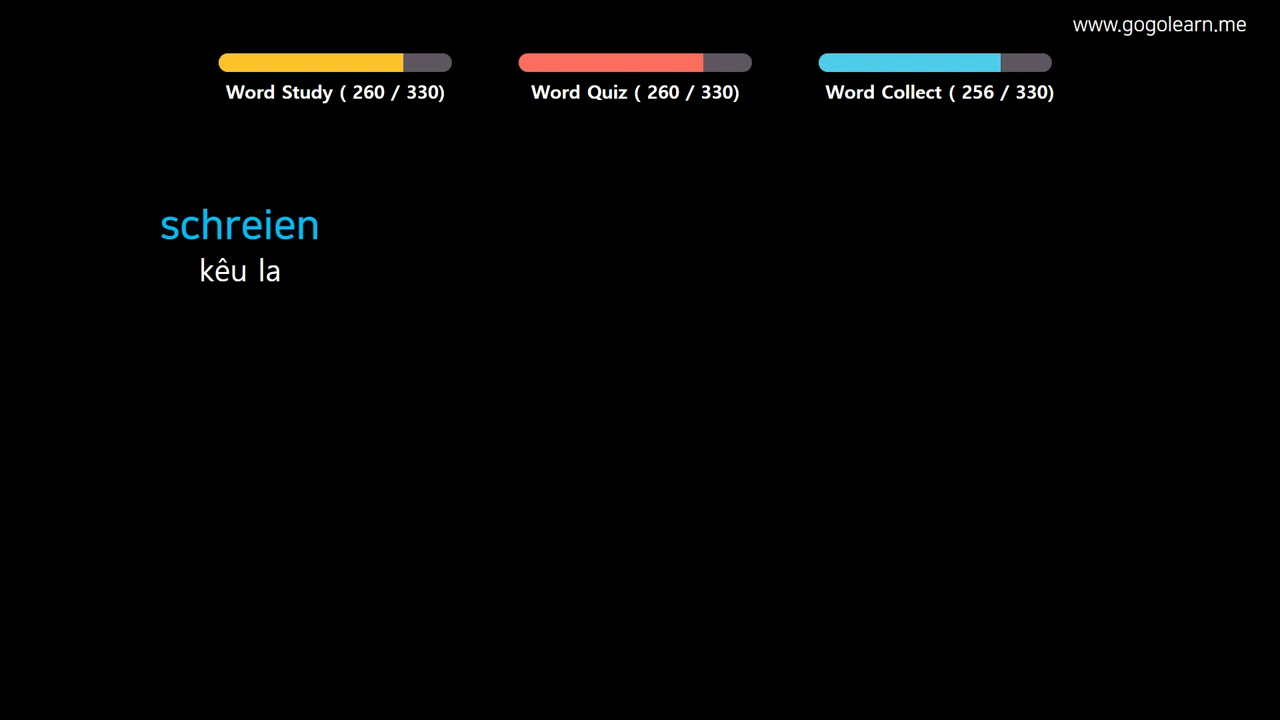 www.gogolearn.me
Word Study ( 260 / 330)
Word Quiz ( 260 / 330)
Word Collect ( 256 / 330)
schreien
kêu la